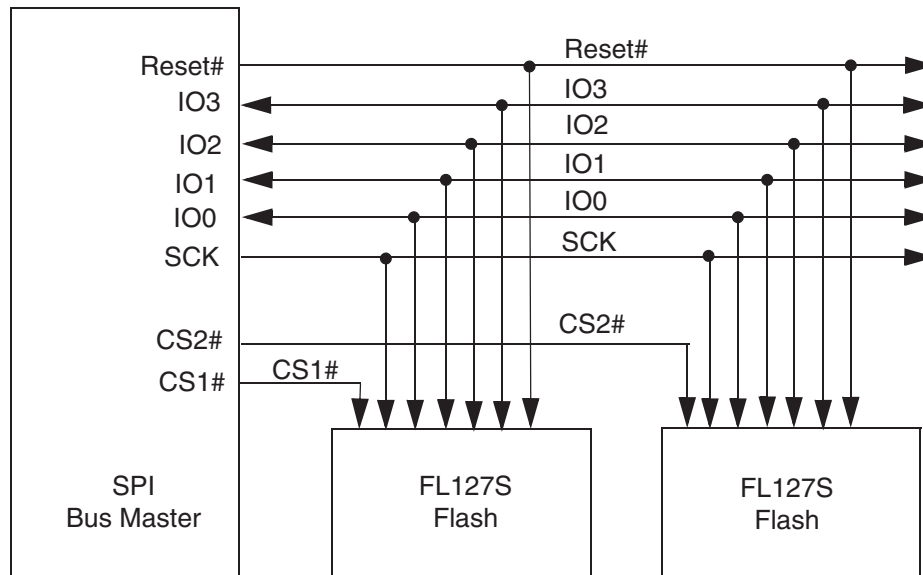 Reset#
Reset#
IO3
IO3
IO2
IO2
IO1
IO1
IO0
IO0
SCK
SCK
CS2#
CS2#
CS1#
CS1#
SPI
Bus Master
FL127S
Flash
FL127S
Flash